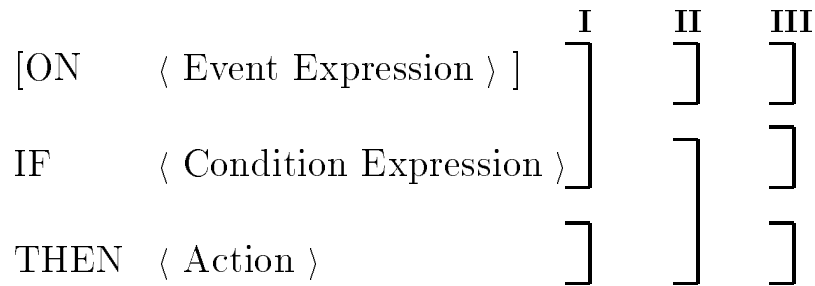 I II III
[ON ⟨ Event Expression ⟩ ]
IF ⟨ Condition Expression ⟩
THEN ⟨ Action ⟩